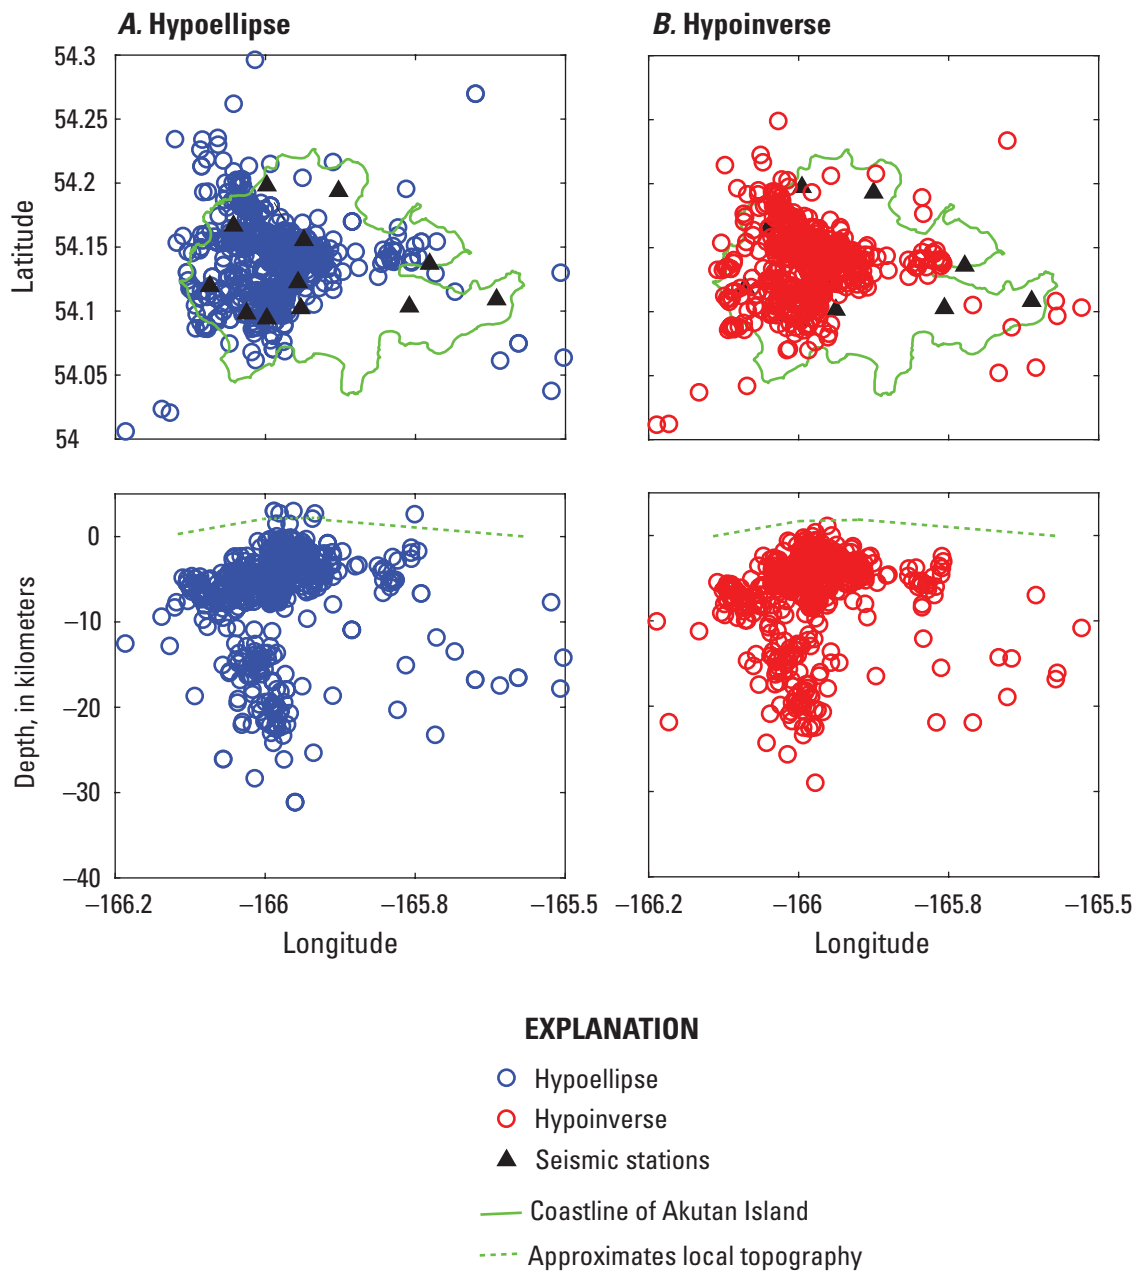 A. Hypoellipse
B. Hypoinverse
54.3
54.25
54.2
54.15
54.1
54.05
54
Latitude
0
–10
–20
–30
–40
Depth, in kilometers
–166.2 –166 –165.8 –165.5
–166.2 –166 –165.8 –165.5
Longitude
Longitude
EXPLANATION
Hypoellipse
Hypoinverse
Seismic stations
Coastline of Akutan Island
Approximates local topography